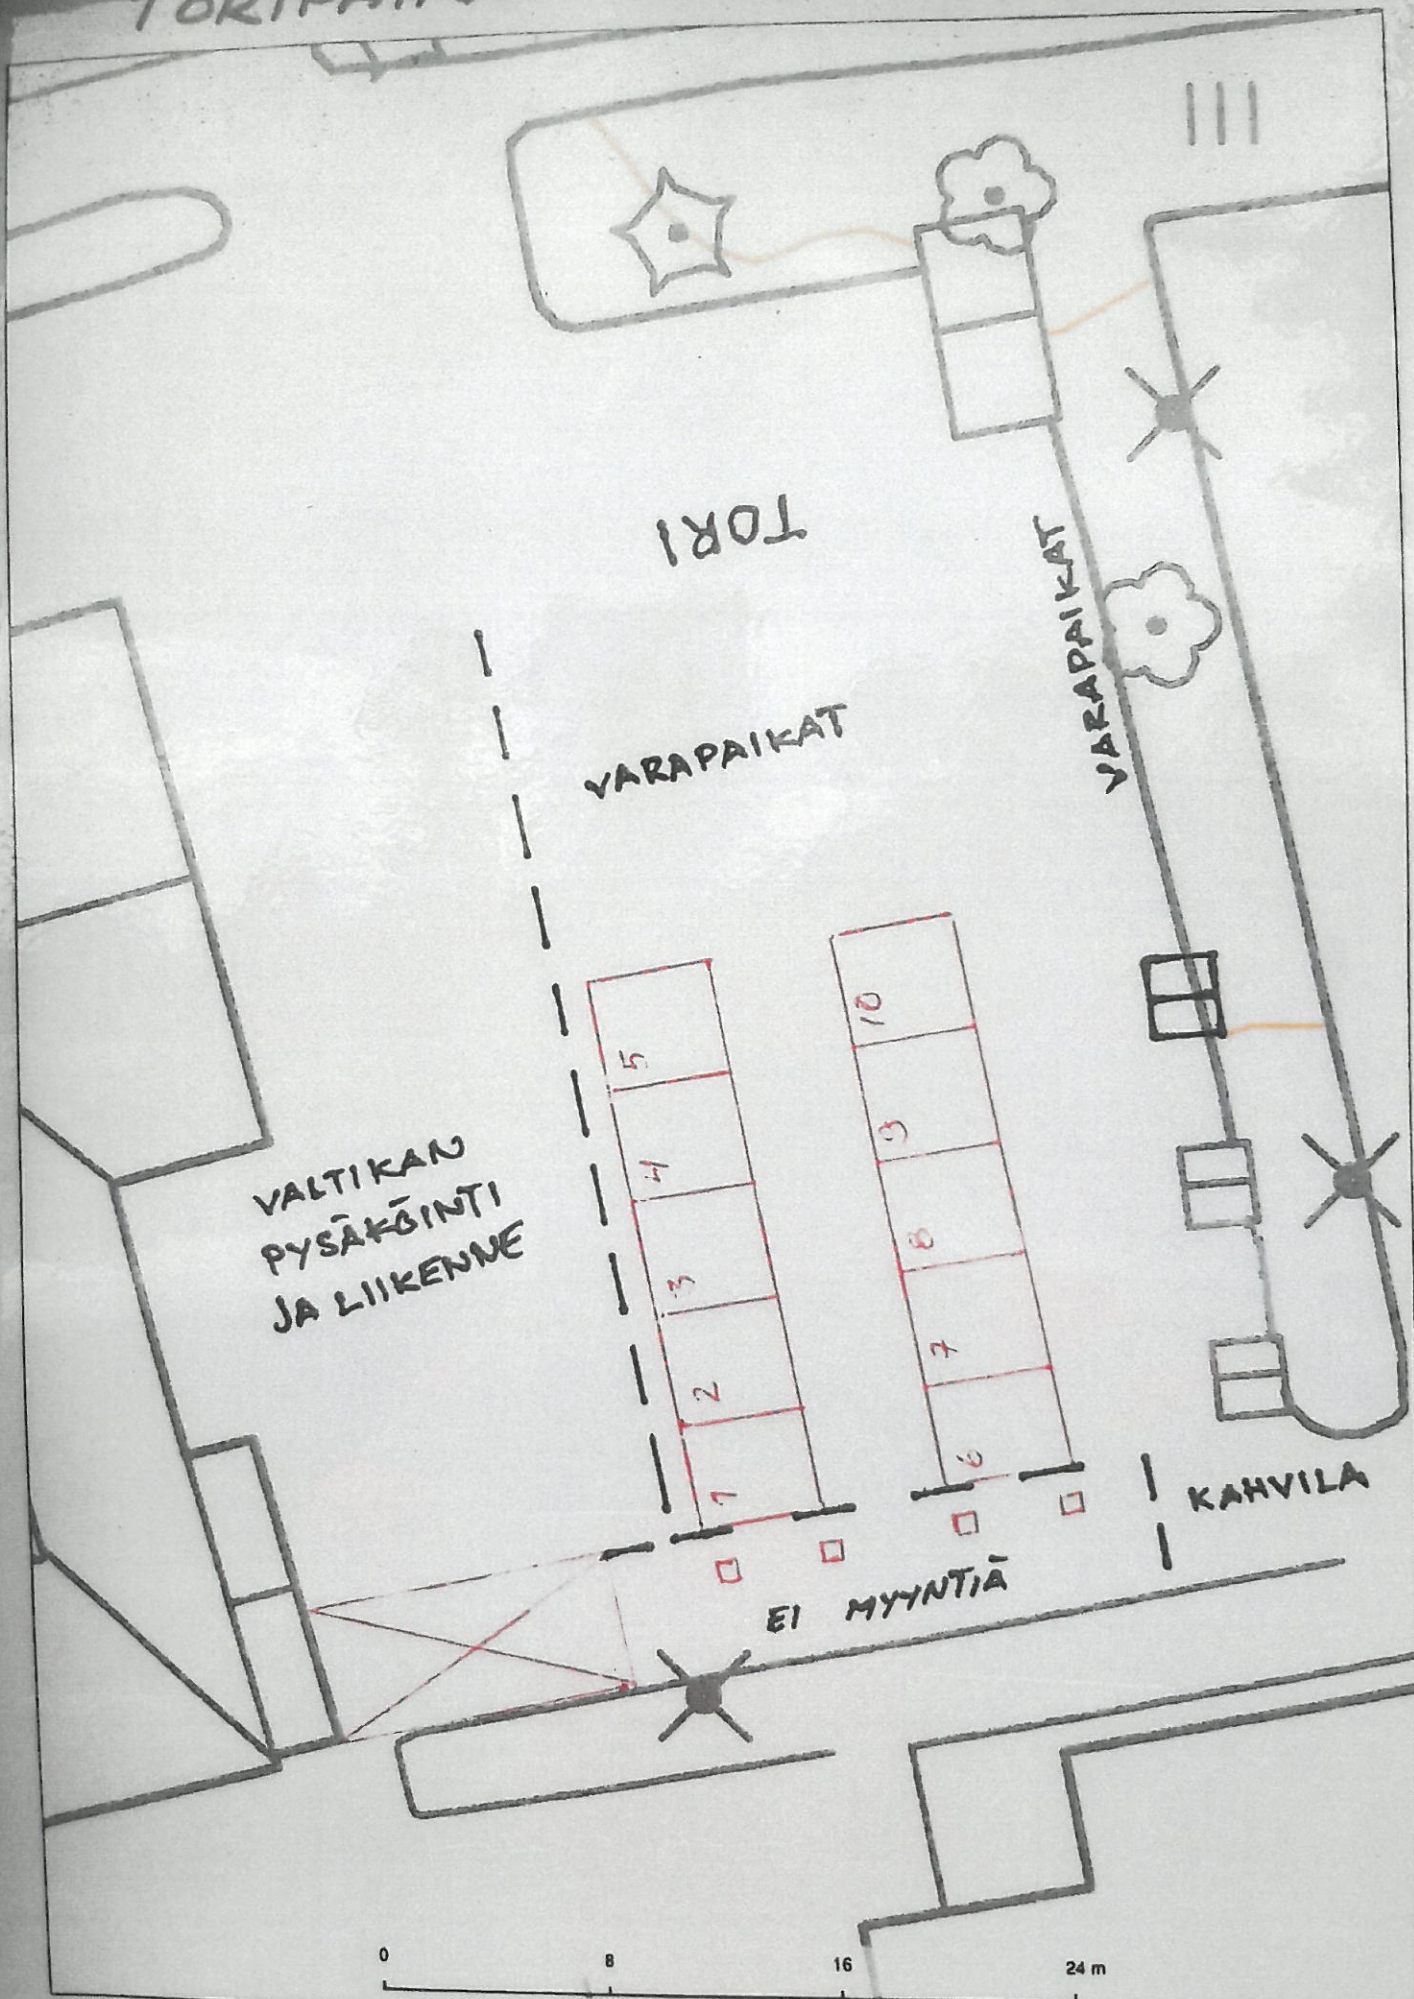 TORI
VARAPAIKAT
VARAPAIKAT
10
5
9
4
8
3
7
2
6
1
VALTIKAN
PYSÄKÖINTI
JA LIIKENNE
KAHVILA
EI MYYNTIÄ
0 8 16 24 m